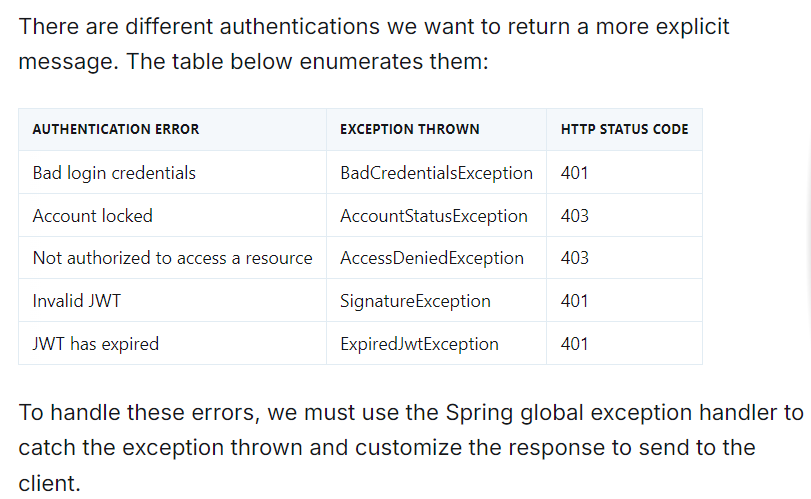 There are different authentications we want to return a more explicit
message. The table below enumerates them:
AUTHENTICATION ERROR EXCEPTION THROWN HTTP STATUS CODE
Bad login credentials BadCredentialsException 401
Account locked AccountStatusException 403
Not authorized to access a resource AccessDeniedException 403
Invalid JWT SignatureException 401
JWT has expired ExpiredJwtException 401
To handle these errors, we must use the Spring global exception handler to
catch the exception thrown and customize the response to send to the
client.